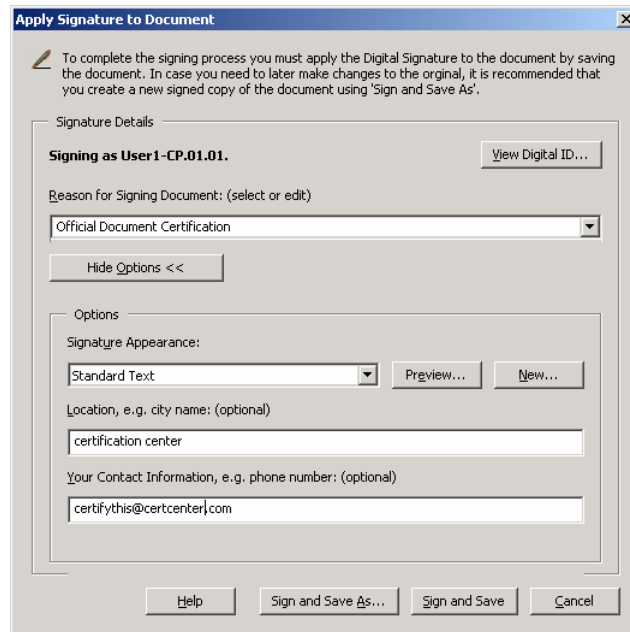 Apply Signature to Document
To complete the signing process you must apply the Digital Signature to the document by saving
the document. In case you need to later make changes to the orginal, it is recommended that
you create a new signed copy of the document using 'Sign and Save As'.
Signature Details
Signing as User1-CP.01.01.
View Digital ID...
Reason for Signing Document: (select or edit)
Official Document Certification
Hide Options <<
Options
Signature Appearance:
Standard Text
Preview...
New...
Location, e.g. city name: (optional)
certification center
Your Contact Information, e.g. phone number: (optional)
certifythis@certcenter.com
Help
Sign and Save As...
Sign and Save
Cancel